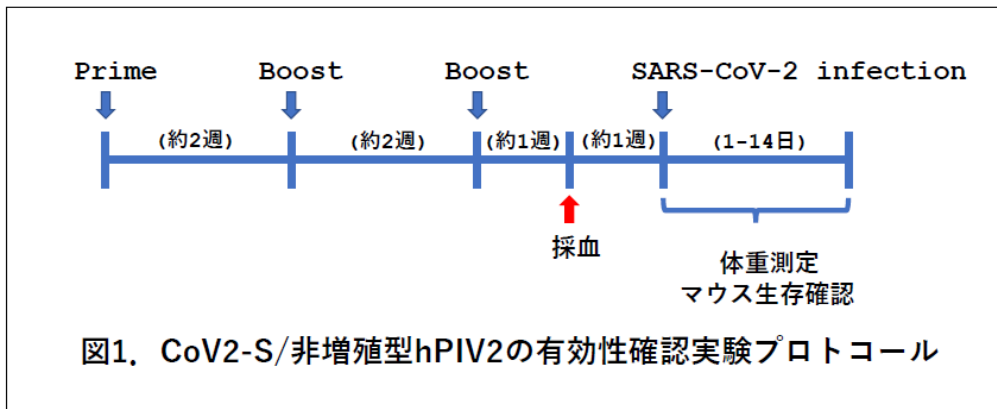 Prime Boost Boost SARS-CoV-2 infection
(約2週) (約2週) (約1週) (約1週) (1-14日)
採血
体重測定
マウス生存確認
図1. CoV2-S/非増殖型hPIV2の有効性確認実験プロトコール